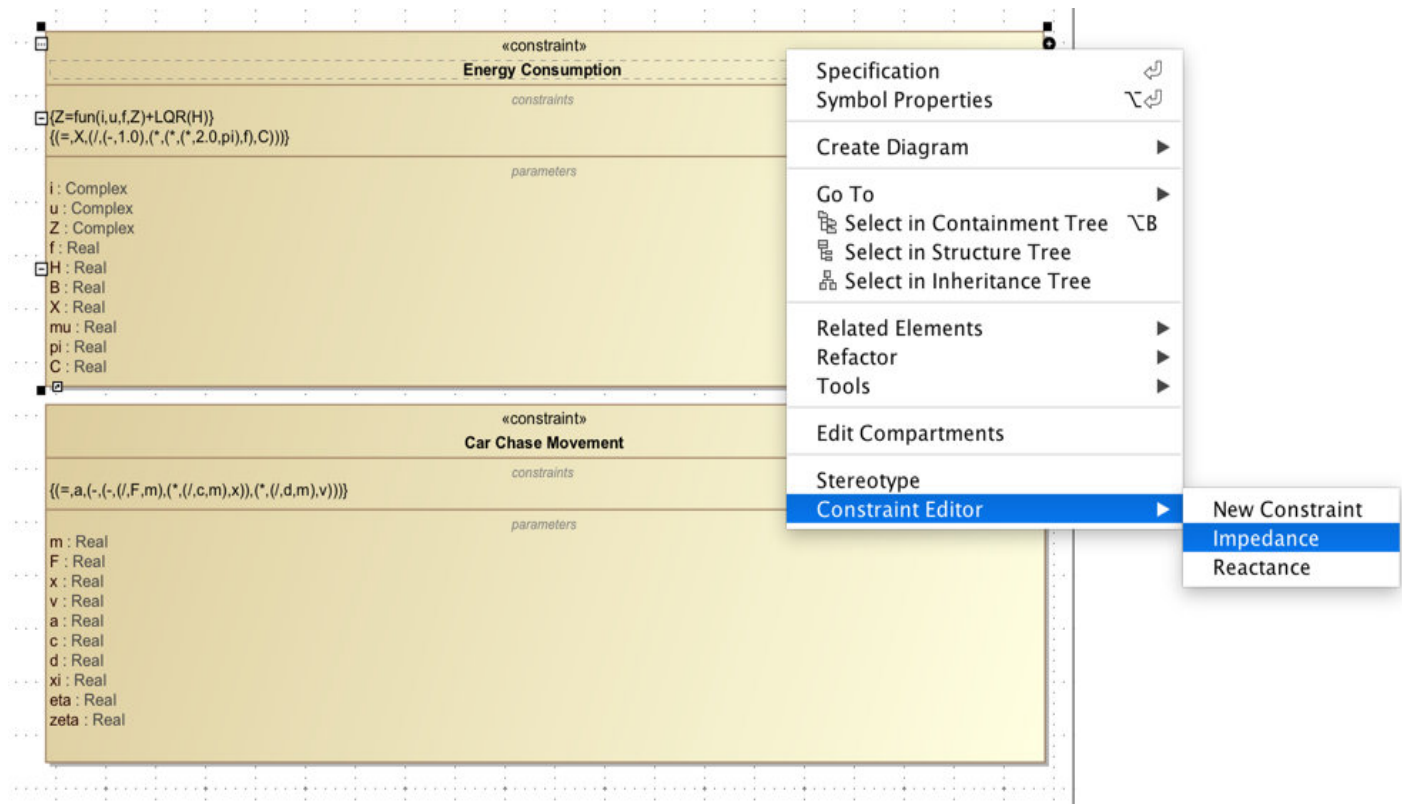 «constraint»
Energy Consumption
constraints
{Z=fun(i,u,f,Z)+LQR(H)}
{(=,X,(/,(-,1.0),(*,(*,(*,2.0,pi),f),C)))}
parameters
i : Complex
u : Complex
Z : Complex
f : Real
H : Real
B : Real
X : Real
mu : Real
pi : Real
C : Real
«constraint»
Car Chase Movement
constraints
{(=,a,(-,(-,(/,F,m),(*,(/,c,m),x)),(*,(/,d,m),v)))}
parameters
m : Real
F : Real
x : Real
v : Real
a : Real
c : Real
d : Real
xi : Real
eta : Real
zeta : Real
Specification
Symbol Properties
Create Diagram
Go To
Select in Containment Tree ⌥B
Select in Structure Tree
Select in Inheritance Tree
Related Elements
Refactor
Tools
Edit Compartments
Stereotype
Constraint Editor
New Constraint
Impedance
Reactance